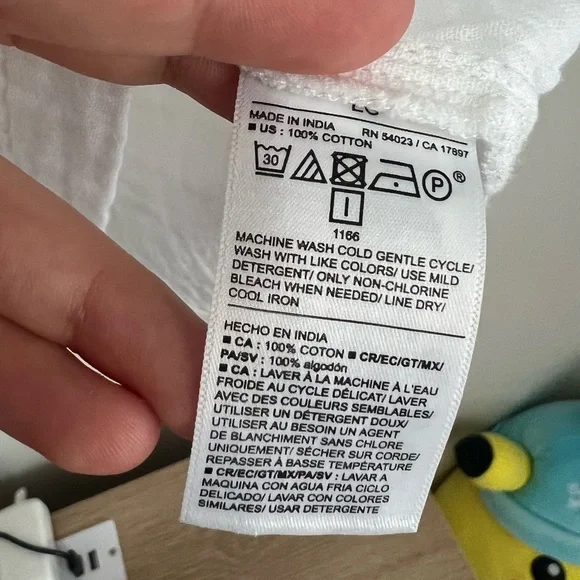 MADE IN INDIA RN 54023 / CA 17897
■ US : 100% COTTON
30 P ®
1166
MACHINE WASH COLD GENTLE CYCLE/
WASH WITH LIKE COLORS/ USE MILD
DETERGENT/ ONLY NON-CHLORINE
BLEACH WHEN NEEDED/ LINE DRY/
COOL IRON
HECHO EN INDIA
■ CA : 100% COTON ■ CR/EC/GT/MX/
PA/SV : 100% algodón
■ CA : LAVER À LA MACHINE À L'EAU
FROIDE AU CYCLE DÉLICAT/ LAVER
AVEC DES COULEURS SEMBLABLES/
UTILISER UN DÉTERGENT DOUX/
UTILISER AU BESOIN UN AGENT
DE BLANCHIMENT SANS CHLORE
UNIQUEMENT/ SÉCHER SUR CORDE/
REPASSER À BASSE TEMPÉRATURE
■ CR/EC/GT/MX/PA/SV : LAVAR A
MAQUINA CON AGUA FRIA CICLO
DELICADO/ LAVAR CON COLORES
SIMILARES/ USAR DETERGENTE